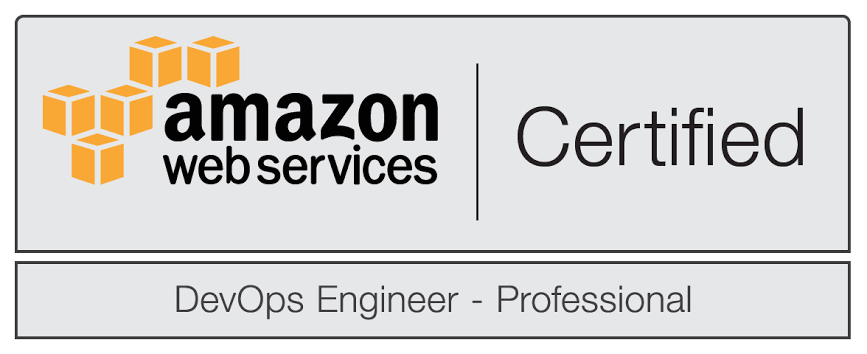 amazon
web services
Certified
DevOps Engineer - Professional